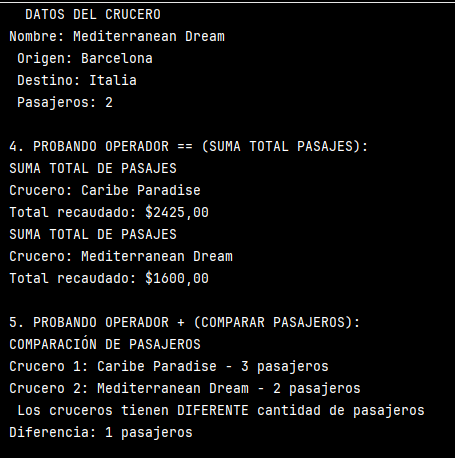 DATOS DEL CRUCERO
Nombre: Mediterranean Dream
Origen: Barcelona
Destino: Italia
Pasajeros: 2
4. PROBANDO OPERADOR == (SUMA TOTAL PASAJES):
SUMA TOTAL DE PASAJES
Crucero: Caribe Paradise
Total recaudado: $2425,00
SUMA TOTAL DE PASAJES
Crucero: Mediterranean Dream
Total recaudado: $1600,00
5. PROBANDO OPERADOR + (COMPARAR PASAJEROS):
COMPARACIÓN DE PASAJEROS
Crucero 1: Caribe Paradise - 3 pasajeros
Crucero 2: Mediterranean Dream - 2 pasajeros
Los cruceros tienen DIFERENTE cantidad de pasajeros
Diferencia: 1 pasajeros